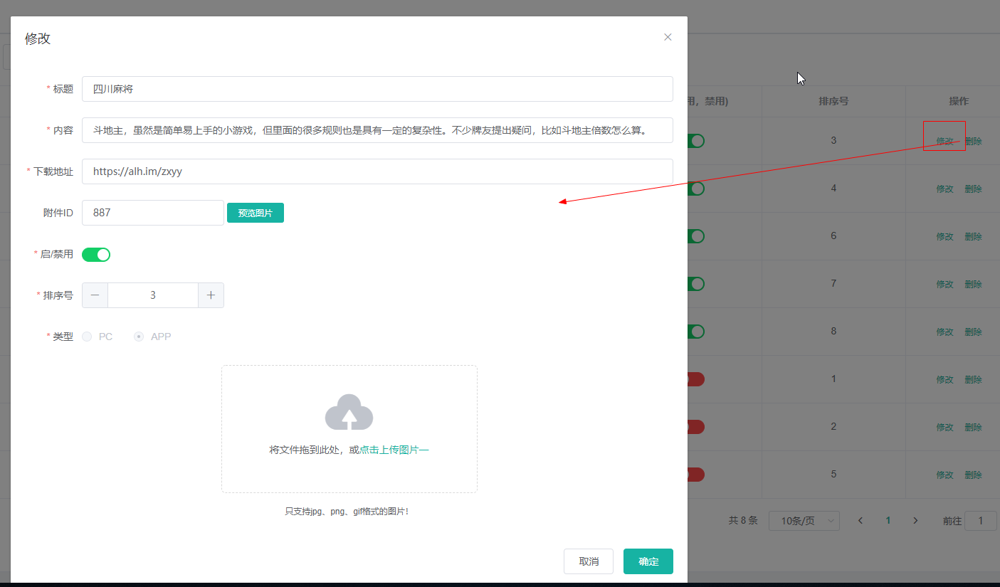 修改
* 标题 四川麻将
* 内容 斗地主，虽然是简单易上手的小游戏，但里面的很多规则也是具有一定的复杂性。不少牌友提出疑问，比如斗地主倍数怎么算。
* 下载地址 https://alh.im/zxyy
附件ID 887 预览图片
* 启/禁用
* 排序号 3
* 类型 PC APP
将文件拖到此处，或点击上传图片一
只支持jpg、png、gif格式的图片！
取消 确定
用，禁用) 排序号 操作
3 修改 删除
4 修改 删除
6 修改 删除
7 修改 删除
8 修改 删除
1 修改 删除
2 修改 删除
5 修改 删除
共 8 条 10条/页 1 前往 1